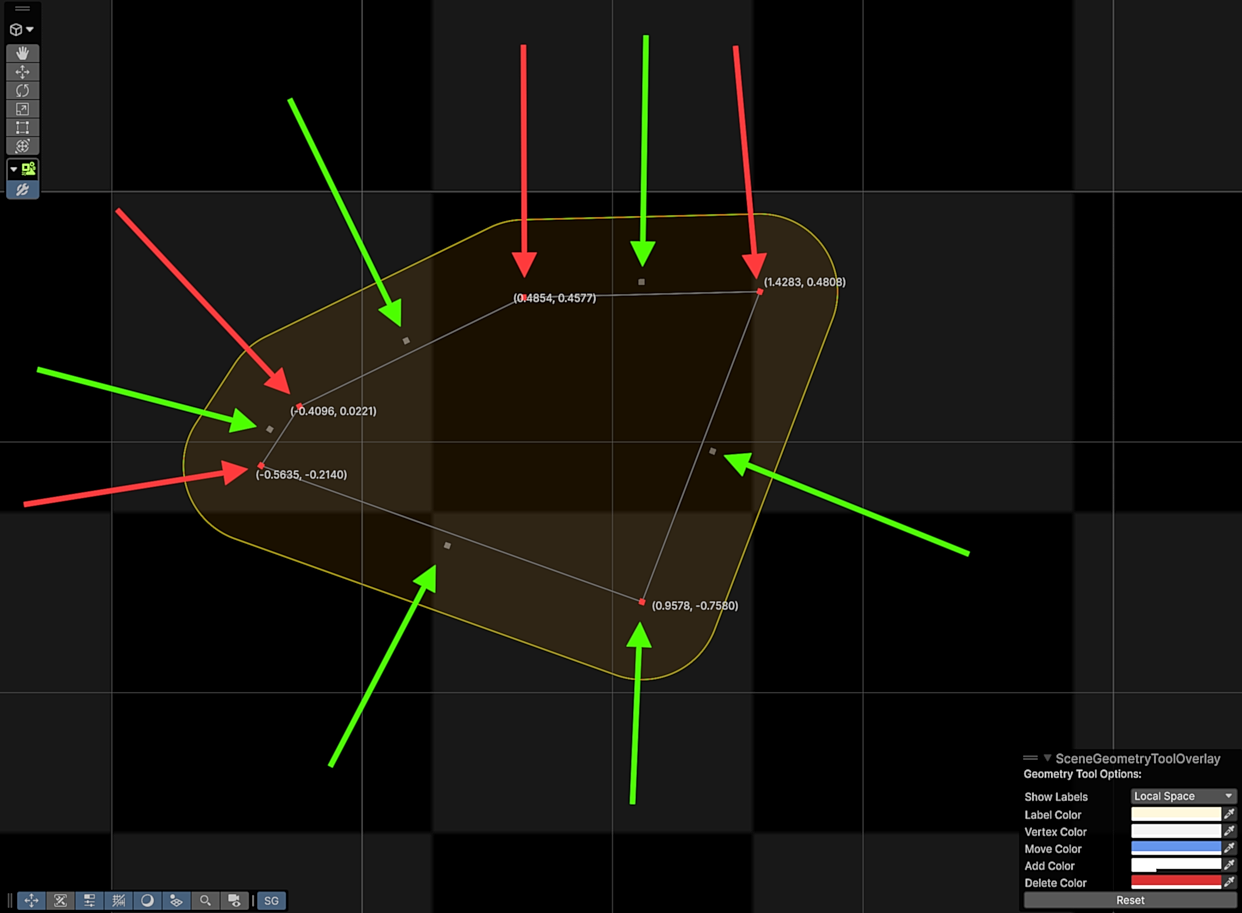 (1.4283, 0.4808)
(0.4854, 0.4577)
(-0.4096, 0.0221)
(-0.5635, -0.2140)
(0.9578, -0.7580)
SceneGeometryToolOverlay
Geometry Tool Options:
Show Labels Local Space
Label Color
Vertex Color
Move Color
Add Color
Delete Color
Reset
SG